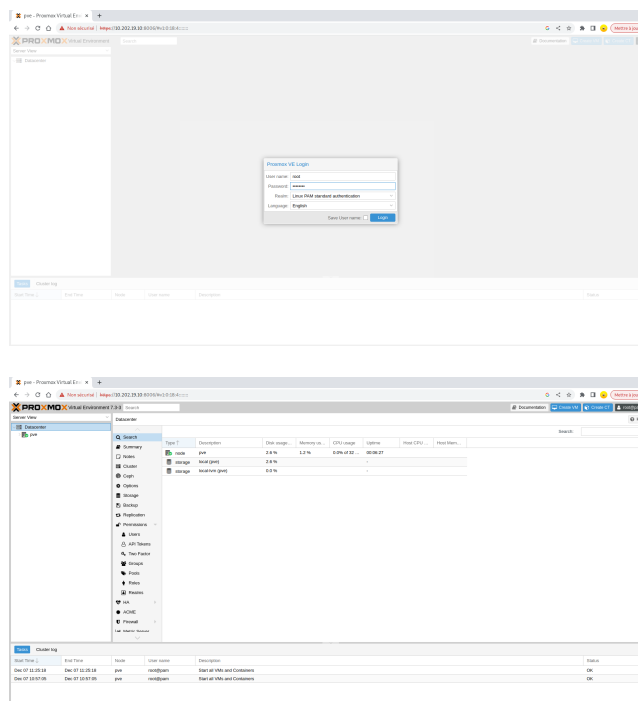 pve - Proxmox Virtual Env
Non sécurisé | https://10.202.19.10:8006/#v1:0:18:4:::::
Mettre à jour
PROXMOX Virtual Environment Search
Documentation
Server View
Datacenter
Proxmox VE Login
User name: root
Password: ••••••••
Realm: Linux PAM standard authentication
Language: English
Save User name: Login
Tasks Cluster log
Start Time ↓ End Time Node User name Description Status
pve - Proxmox Virtual Env
Non sécurisé | https://10.202.19.10:8006/#v1:0:18:4:::::
Mettre à jour
PROXMOX Virtual Environment 7.3-3 Search
Documentation Create VM Create CT
Server View
Datacenter
Datacenter
pve
Search:
Search
Summary
Notes
Cluster
Ceph
Options
Storage
Backup
Replication
Permissions
Users
API Tokens
Two Factor
Groups
Pools
Roles
Realms
HA
ACME
Firewall
Metric Server
Type ↑ Description Disk usage... Memory us... CPU usage Uptime Host CPU ... Host Mem...
node pve 2.6 % 1.2 % 0.0% of 32 ... 00:06:27
storage local (pve) 2.6 % -
storage local-lvm (pve) 0.0 % -
Tasks Cluster log
Start Time ↓ End Time Node User name Description Status
Dec 07 11:25:18 Dec 07 11:25:18 pve root@pam Start all VMs and Containers OK
Dec 07 10:57:05 Dec 07 10:57:05 pve root@pam Start all VMs and Containers OK